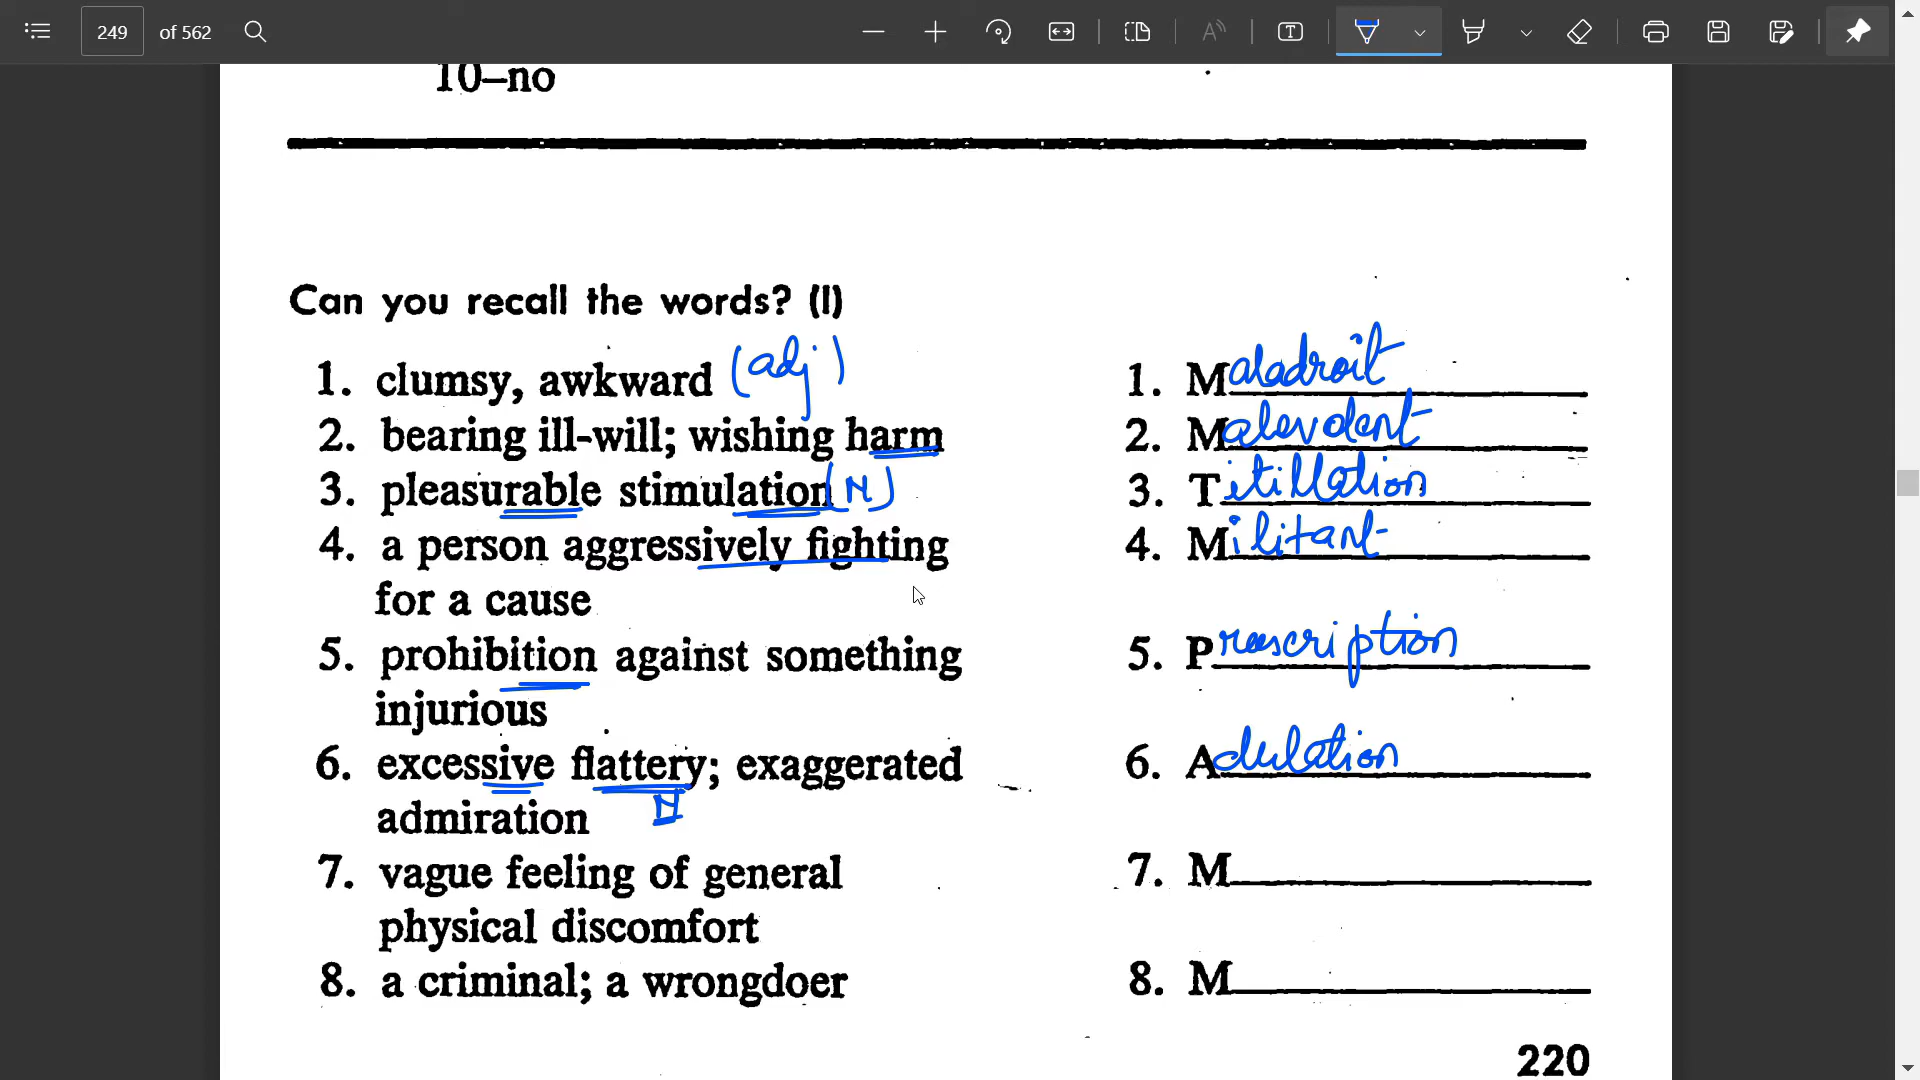 249 of 562
10–no
Can you recall the words? (I)
1. clumsy, awkward (adj)
1. Maladroit
2. bearing ill-will; wishing harm
2. Malevolent
3. pleasurable stimulation (N)
3. Titillation
4. a person aggressively fighting
for a cause
4. Militant
5. prohibition against something
injurious
5. Proscription
6. excessive flattery; exaggerated
admiration N
6. Adulation
7. vague feeling of general
physical discomfort
7. M
8. a criminal; a wrongdoer
8. M
220